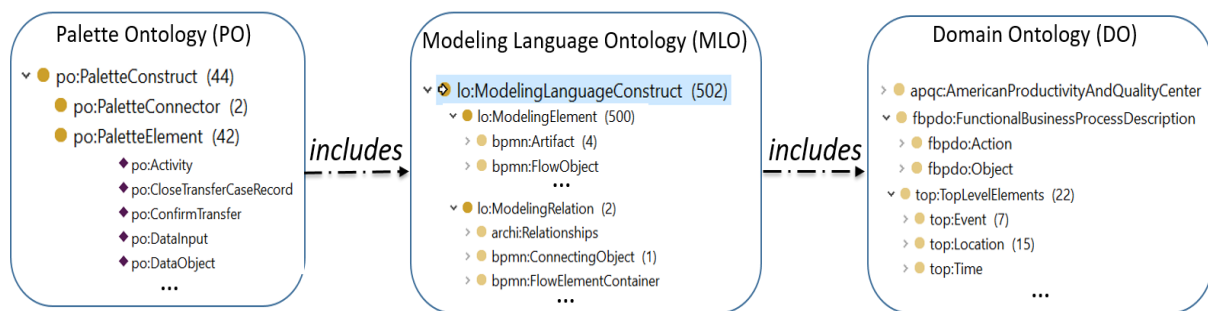 Palette Ontology (PO)
po:PaletteConstruct (44)
po:PaletteConnector (2)
po:PaletteElement (42)
po:Activity
po:CloseTransferCaseRecord
po:ConfirmTransfer
po:DataInput
po:DataObject
...
includes
Modeling Language Ontology (MLO)
lo:ModelingLanguageConstruct (502)
lo:ModelingElement (500)
bpmn:Artifact (4)
bpmn:FlowObject
...
lo:ModelingRelation (2)
archi:Relationships
bpmn:ConnectingObject (1)
bpmn:FlowElementContainer
...
includes
Domain Ontology (DO)
apqc:AmericanProductivityAndQualityCenter
fbpdo:FunctionalBusinessProcessDescription
fbpdo:Action
fbpdo:Object
top:TopLevelElements (22)
top:Event (7)
top:Location (15)
top:Time
...